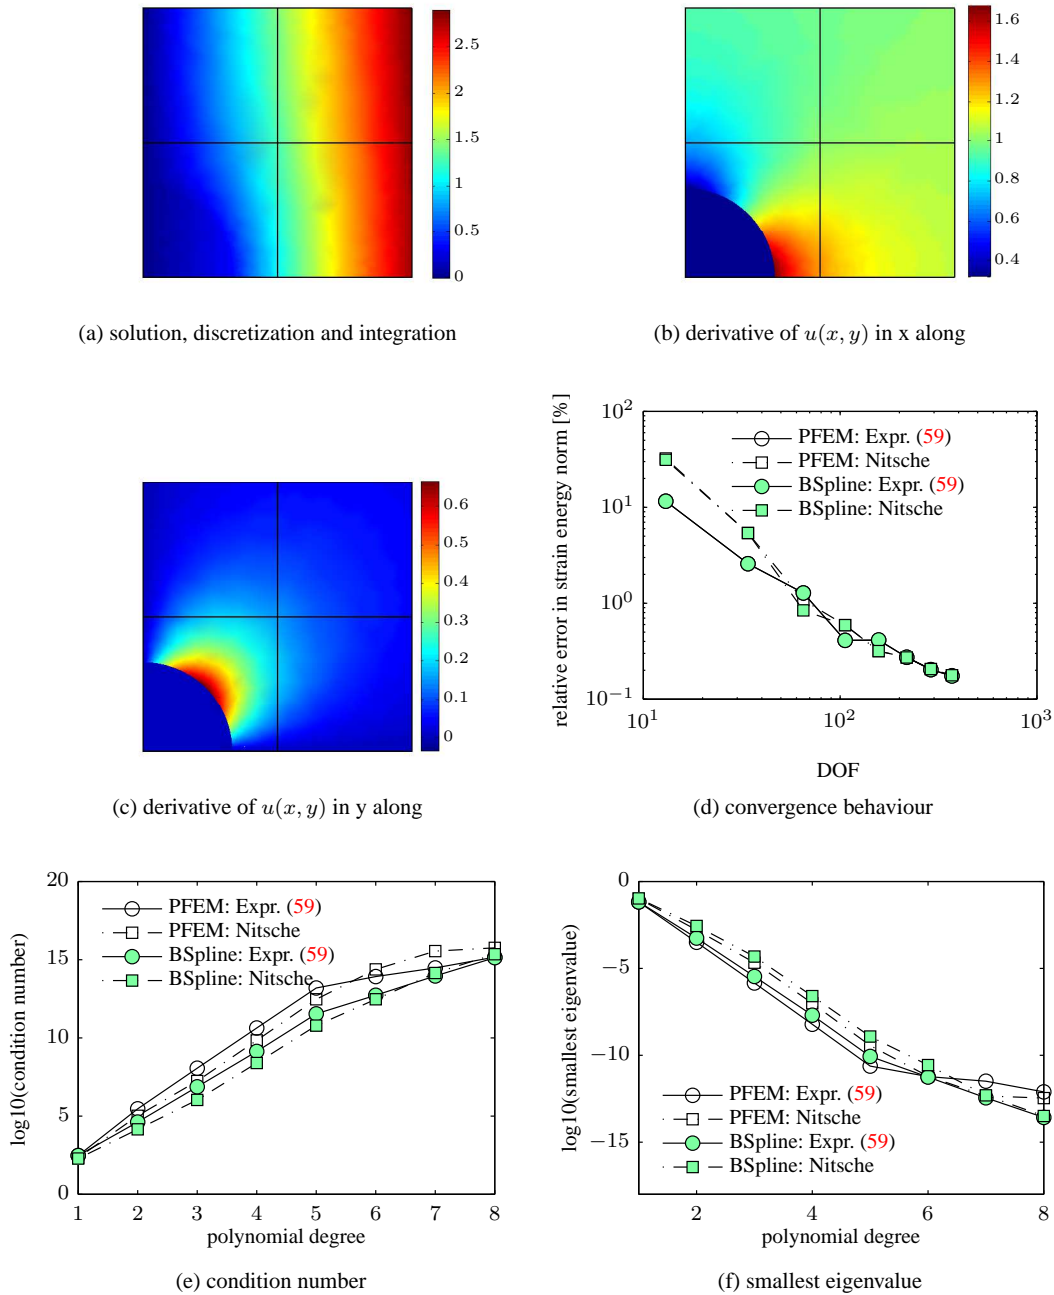 2.5
2
1.5
1
0.5
0
1.6
1.4
1.2
1
0.8
0.6
0.4
(a) solution, discretization and integration
(b) derivative of u(x, y) in x along
0.6
0.5
0.4
0.3
0.2
0.1
0
(c) derivative of u(x, y) in y along
relative error in strain energy norm [%]
10^2
10^1
10^0
10^−1
PFEM: Expr. (59)
PFEM: Nitsche
BSpline: Expr. (59)
BSpline: Nitsche
10^1
10^2
10^3
DOF
(d) convergence behaviour
log10(condition number)
20
15
10
5
0
PFEM: Expr. (59)
PFEM: Nitsche
BSpline: Expr. (59)
BSpline: Nitsche
1 2 3 4 5 6 7 8
polynomial degree
(e) condition number
log10(smallest eigenvalue)
0
−5
−10
−15
PFEM: Expr. (59)
PFEM: Nitsche
BSpline: Expr. (59)
BSpline: Nitsche
2 4 6 8
polynomial degree
(f) smallest eigenvalue